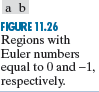 a b
FIGURE 11.26
Regions with
Euler numbers
equal to 0 and −1,
respectively.